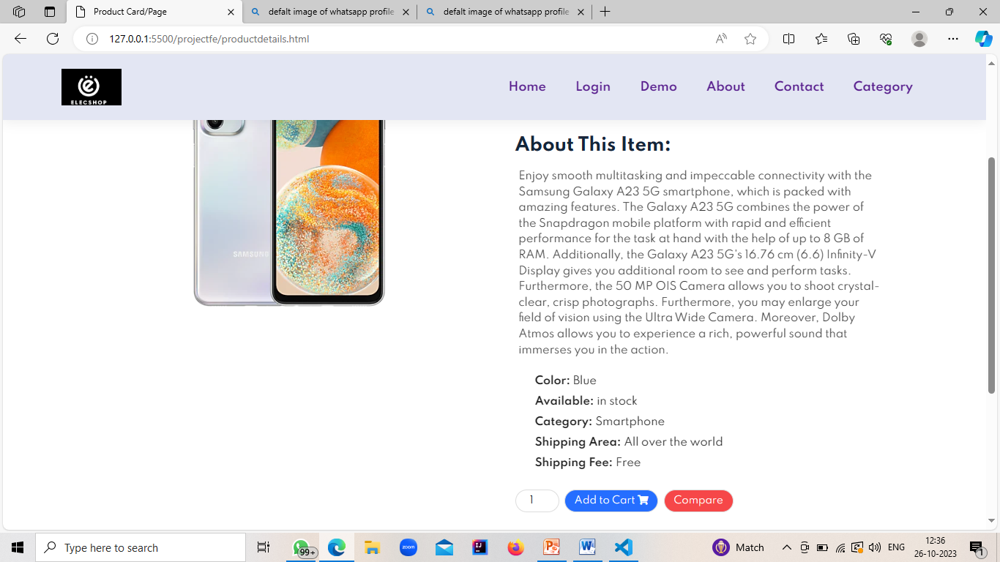 Product Card/Page
defalt image of whatsapp profile
defalt image of whatsapp profile
127.0.0.1:5500/projectfe/productdetails.html
ë
ELECSHOP
Home Login Demo About Contact Category
SAMSUNG
About This Item:
Enjoy smooth multitasking and impeccable connectivity with the
Samsung Galaxy A23 5G smartphone, which is packed with
amazing features. The Galaxy A23 5G combines the power of
the Snapdragon mobile platform with rapid and efficient
performance for the task at hand with the help of up to 8 GB of
RAM. Additionally, the Galaxy A23 5G's 16.76 cm (6.6) Infinity-V
Display gives you additional room to see and perform tasks.
Furthermore, the 50 MP OIS Camera allows you to shoot crystal-
clear, crisp photographs. Furthermore, you may enlarge your
field of vision using the Ultra Wide Camera. Moreover, Dolby
Atmos allows you to experience a rich, powerful sound that
immerses you in the action.
Color: Blue
Available: in stock
Category: Smartphone
Shipping Area: All over the world
Shipping Fee: Free
1 Add to Cart Compare
Type here to search 99+ zoom IJ P W Match ENG 12:36
26-10-2023 1